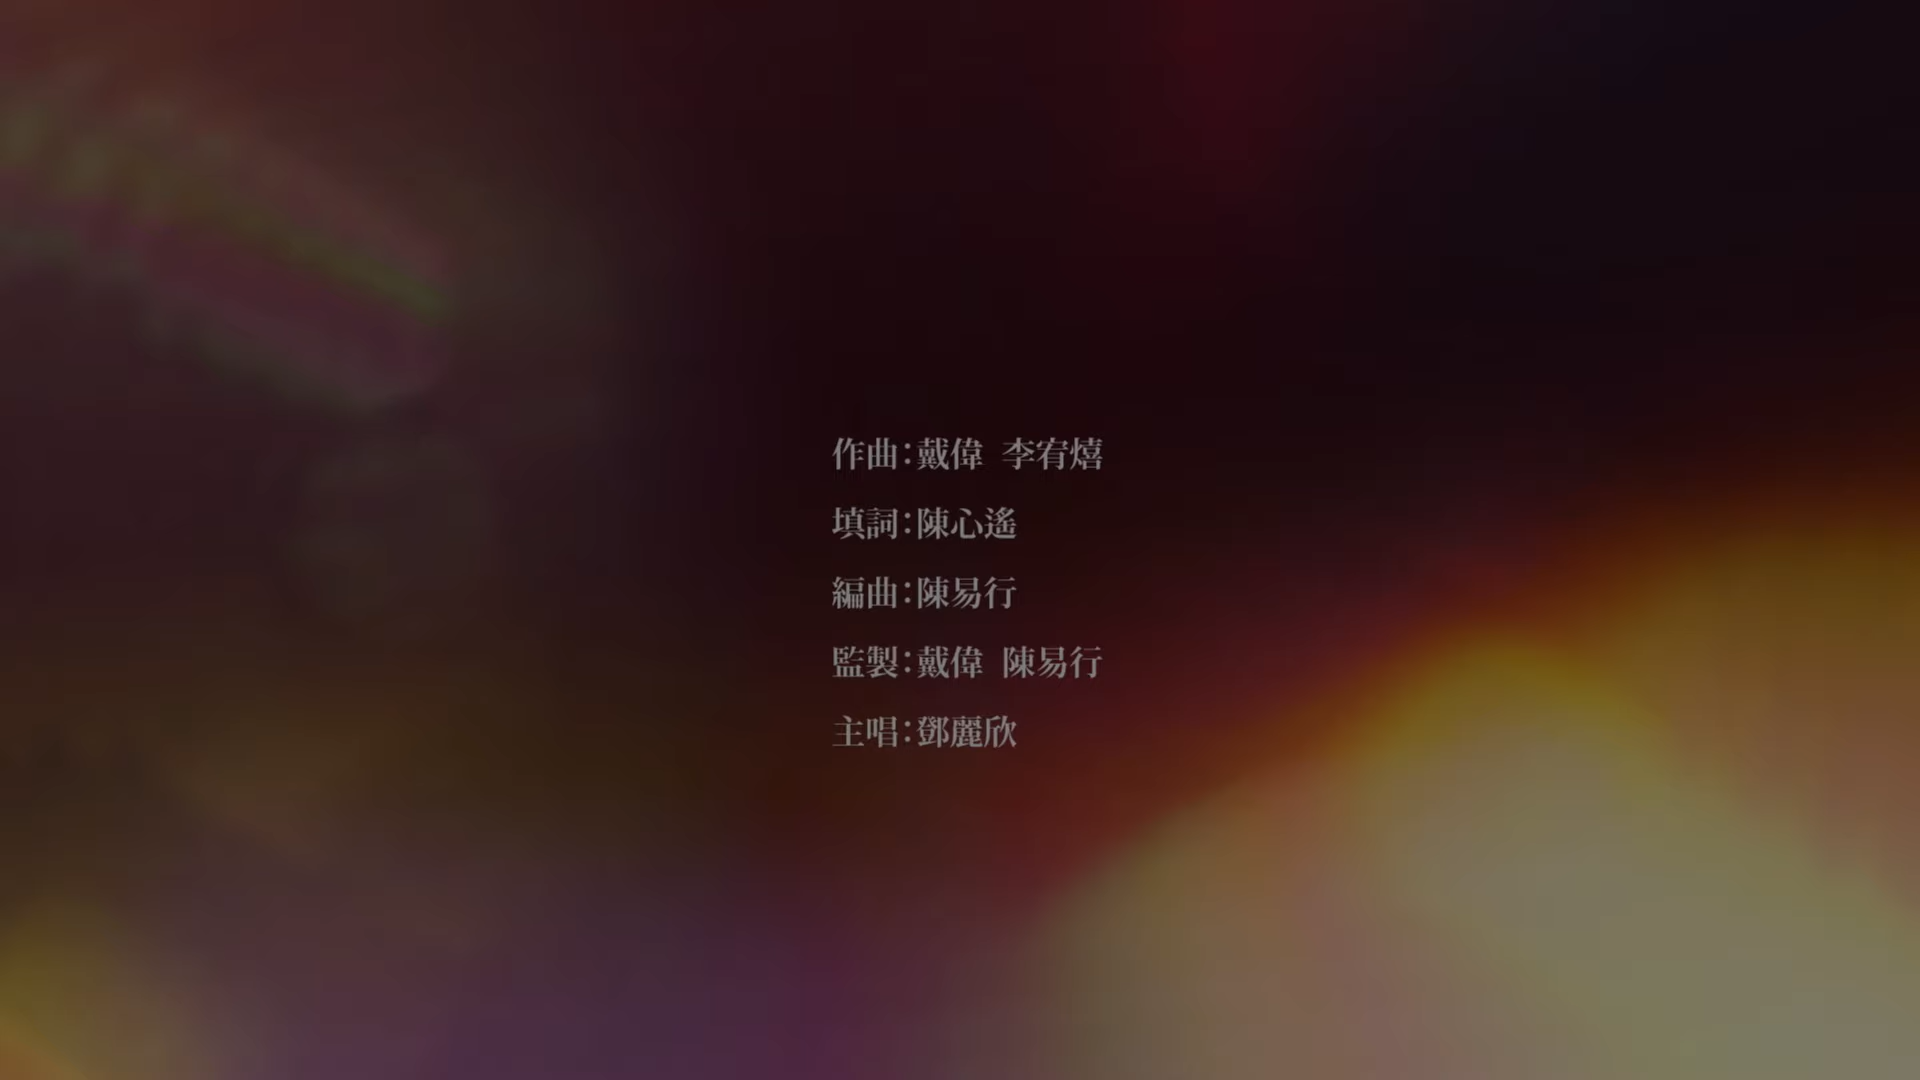 作曲：戴偉 李宥熺
填詞：陳心遙
編曲：陳易行
監製：戴偉 陳易行
主唱：鄧麗欣